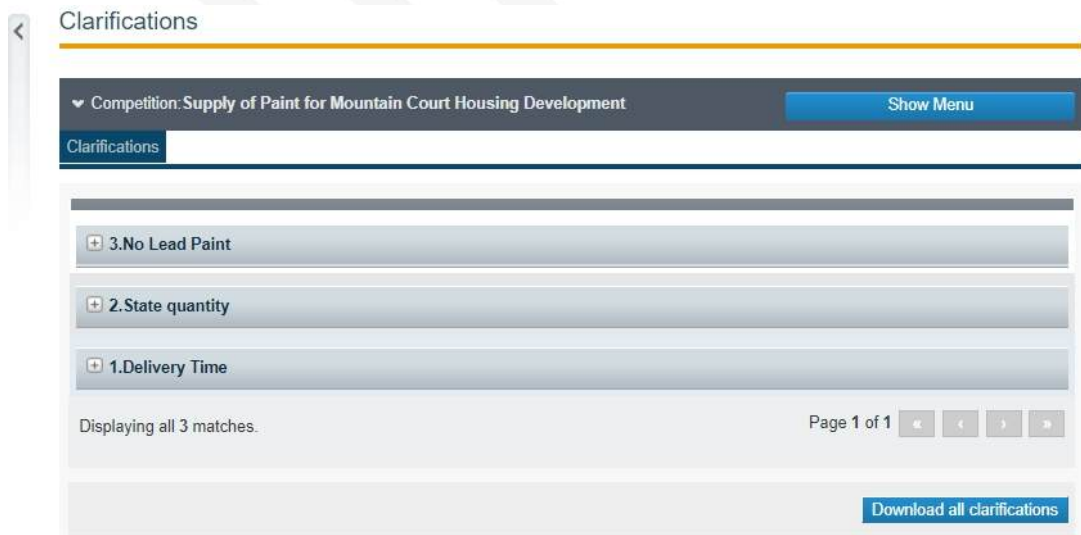 Clarifications
Competition:Supply of Paint for Mountain Court Housing Development Show Menu
Clarifications
3.No Lead Paint
2.State quantity
1.Delivery Time
Displaying all 3 matches. Page 1 of 1 « ‹ › »
Download all clarifications